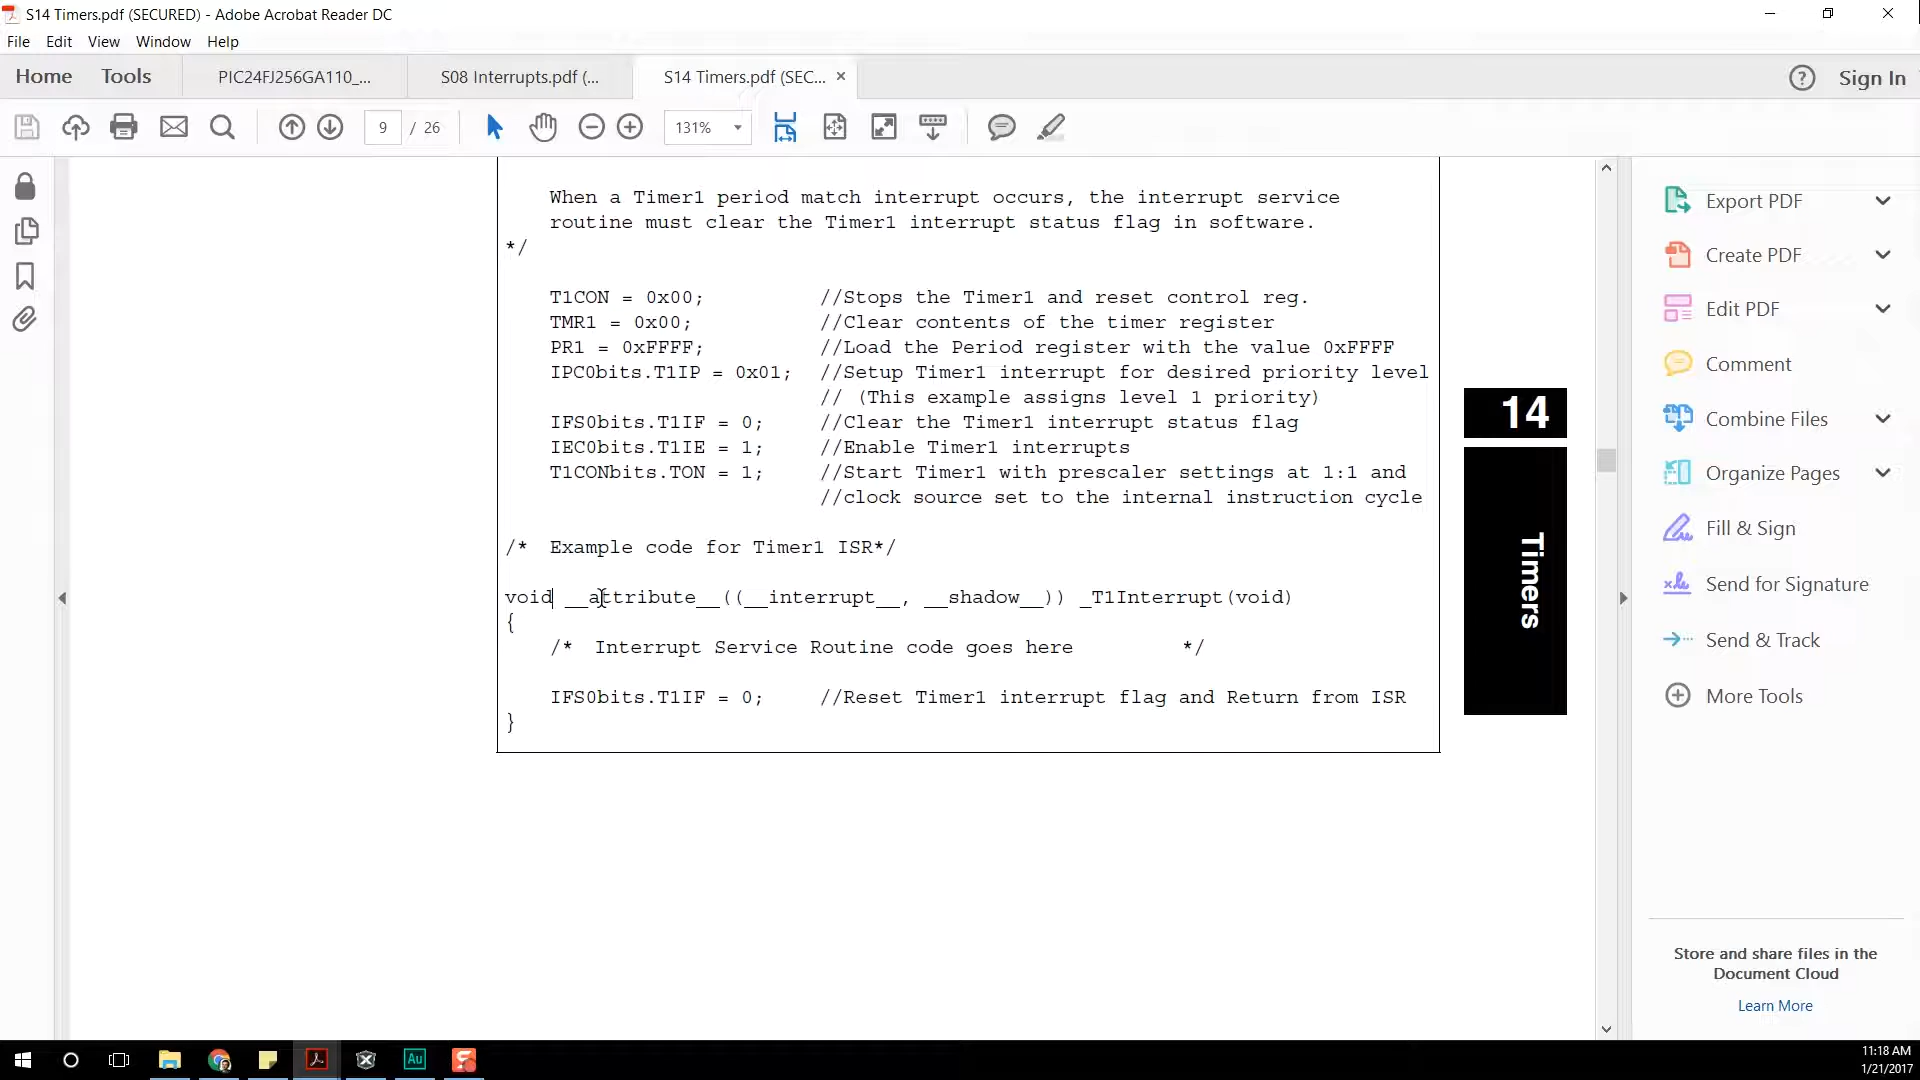 S14 Timers.pdf (SECURED) - Adobe Acrobat Reader DC
File Edit View Window Help
Home Tools PIC24FJ256GA110_... S08 Interrupts.pdf (... S14 Timers.pdf (SEC... × Sign In
9 / 26 131%
When a Timer1 period match interrupt occurs, the interrupt service
routine must clear the Timer1 interrupt status flag in software.
*/
T1CON = 0x00; //Stops the Timer1 and reset control reg.
TMR1 = 0x00; //Clear contents of the timer register
PR1 = 0xFFFF; //Load the Period register with the value 0xFFFF
IPC0bits.T1IP = 0x01; //Setup Timer1 interrupt for desired priority level
// (This example assigns level 1 priority)
IFS0bits.T1IF = 0; //Clear the Timer1 interrupt status flag
IEC0bits.T1IE = 1; //Enable Timer1 interrupts
T1CONbits.TON = 1; //Start Timer1 with prescaler settings at 1:1 and
//clock source set to the internal instruction cycle
/* Example code for Timer1 ISR*/
void __attribute__((__interrupt__, __shadow__)) _T1Interrupt(void)
{
/* Interrupt Service Routine code goes here */
IFS0bits.T1IF = 0; //Reset Timer1 interrupt flag and Return from ISR
}
14
Timers
Export PDF
Create PDF
Edit PDF
Comment
Combine Files
Organize Pages
Fill & Sign
Send for Signature
Send & Track
More Tools
Store and share files in the
Document Cloud
Learn More
Au
11:18 AM
1/21/2017